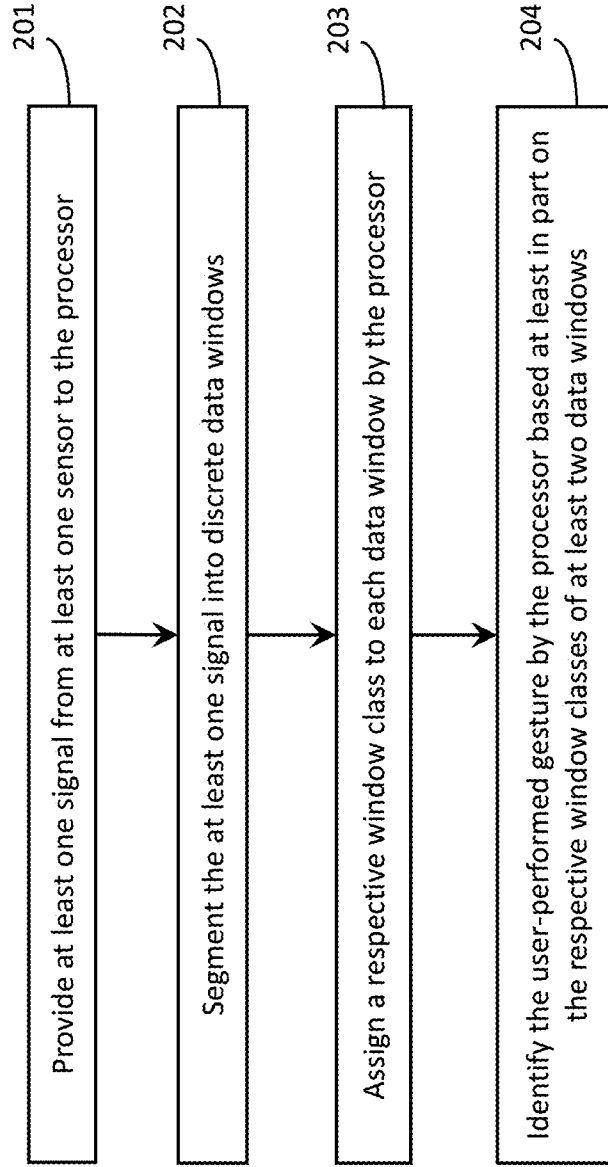 201
Provide at least one signal from at least one sensor to the processor
202
Segment the at least one signal into discrete data windows
203
Assign a respective window class to each data window by the processor
204
Identify the user-performed gesture by the processor based at least in part on
the respective window classes of at least two data windows